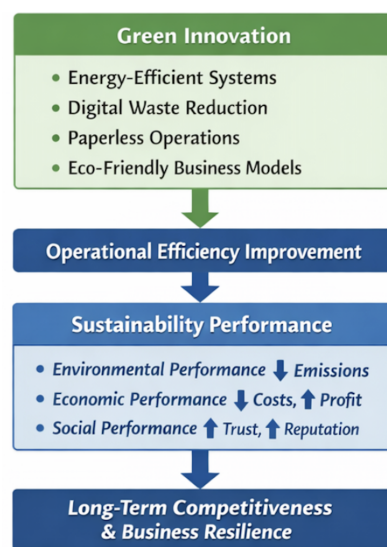 Green Innovation
• Energy-Efficient Systems
• Digital Waste Reduction
• Paperless Operations
• Eco-Friendly Business Models
Operational Efficiency Improvement
Sustainability Performance
• Environmental Performance ⬇ Emissions
• Economic Performance ⬇ Costs, ⬆ Profit
• Social Performance ⬆ Trust, ⬆ Reputation
Long-Term Competitiveness
& Business Resilience